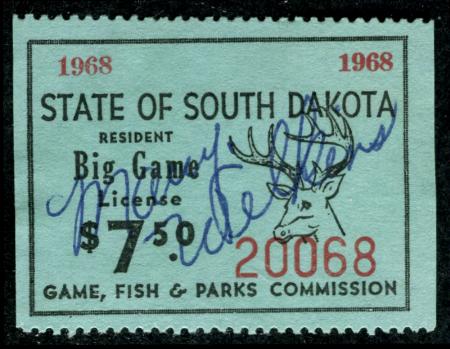 1968 1968
STATE OF SOUTH DAKOTA
RESIDENT
Big Game
License
$7.50
20068
GAME, FISH & PARKS COMMISSION